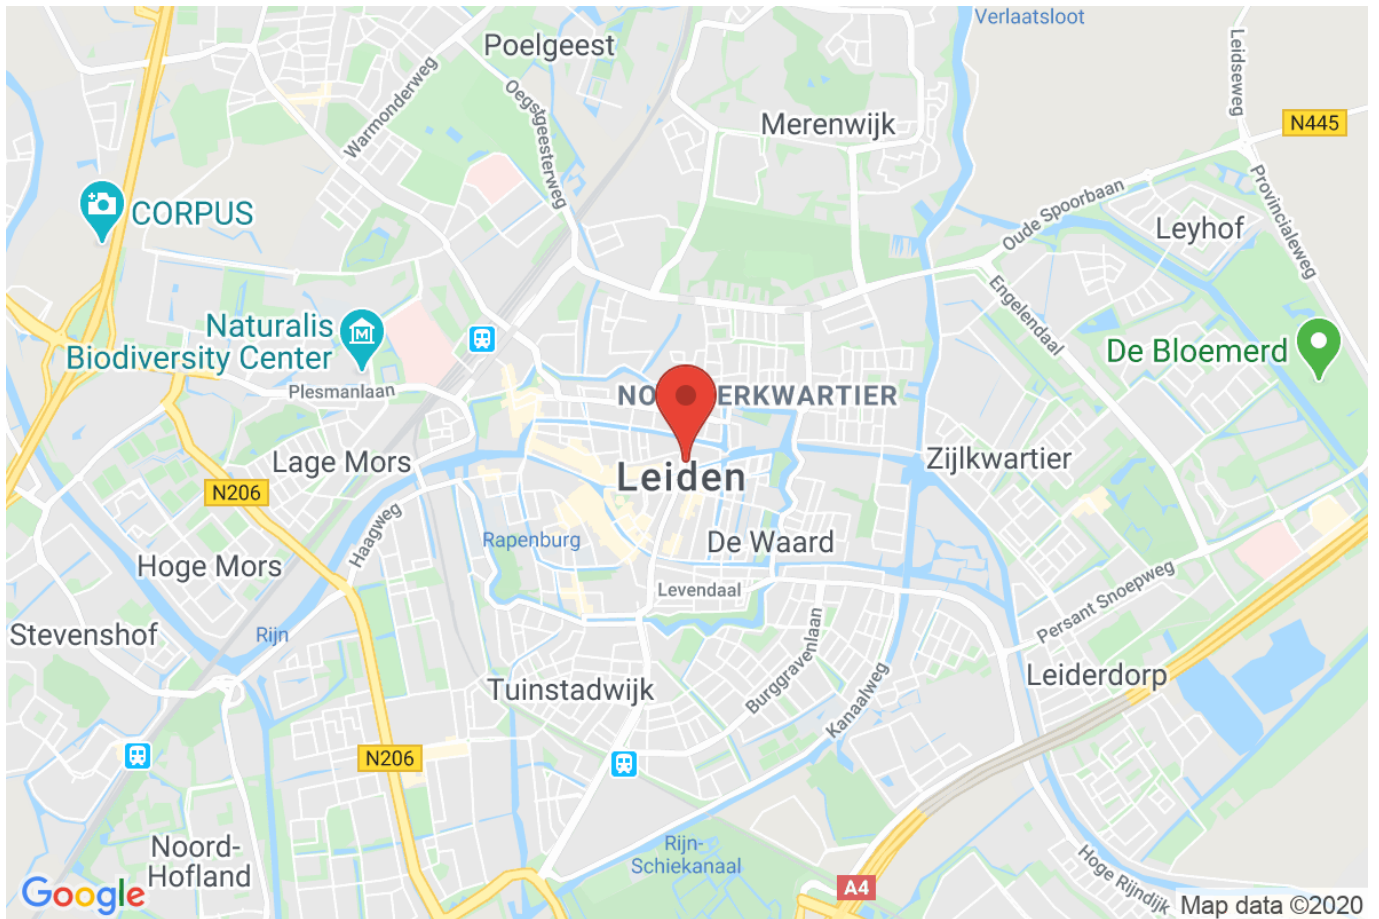 Verlaatsloot
Poelgeest
Leidseweg
Warmonderweg
Oegstgeesterweg
Merenwijk
N445
CORPUS
Oude Spoorbaan
Provincialeweg
Leyhof
Engelendaal
Naturalis
Biodiversity Center
De Bloemerd
Plesmanlaan
NO ERKWARTIER
Lage Mors
Leiden
Zijlkwartier
N206
Haagweg
Rapenburg
De Waard
Hoge Mors
Levendaal
Persant Snoepweg
Stevenshof
Rijn
Burggravenlaan
Leiderdorp
Tuinstadwijk
Kanaalweg
N206
Noord-
Hofland
Rijn-
Schiekanaal
A4
Hoge Rijndijk
Google
Map data ©2020